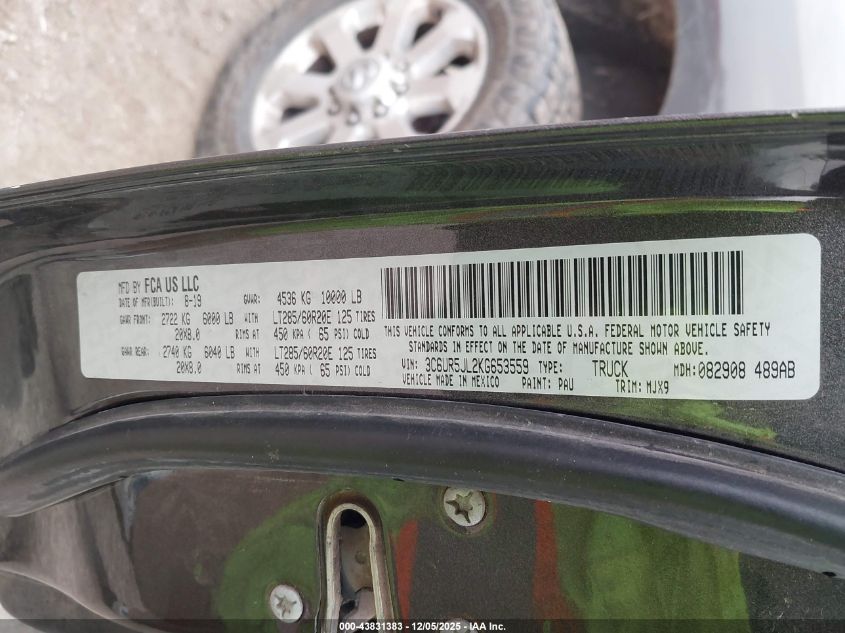 MFD BY FCA US LLC
DATE OF MFR(BUILT): 8-19 GVWR: 4536 KG 10000 LB
GAWR FRONT: 2722 KG 6000 LB WITH LT285/60R20E 125 TIRES
20X8.0 RIMS AT 450 KPA ( 65 PSI) COLD
GAWR REAR: 2740 KG 6040 LB WITH LT285/60R20E 125 TIRES
20X8.0 RIMS AT 450 KPA ( 65 PSI) COLD
THIS VEHICLE CONFORMS TO ALL APPLICABLE U.S.A. FEDERAL MOTOR VEHICLE SAFETY
STANDARDS IN EFFECT ON THE DATE OF MANUFACTURE SHOWN ABOVE.
VIN: 3C6UR5JL2KG653559 TYPE: TRUCK MDH: 082908 489AB
VEHICLE MADE IN MEXICO PAINT: PAU TRIM: MJX9
000-43831383 - 12/05/2025 - IAA Inc.